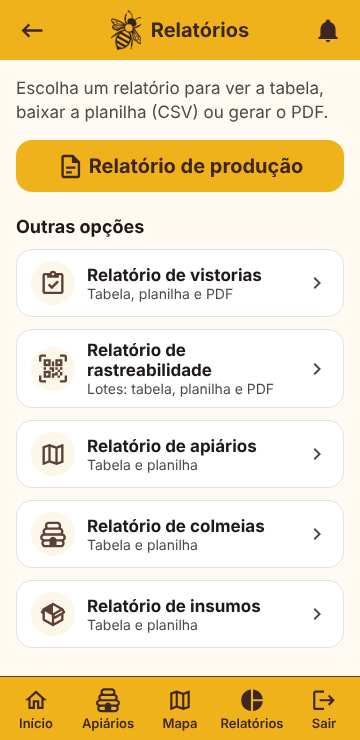 Relatórios
Escolha um relatório para ver a tabela,
baixar a planilha (CSV) ou gerar o PDF.
Relatório de produção
Outras opções
Relatório de vistorias
Tabela, planilha e PDF
Relatório de
rastreabilidade
Lotes: tabela, planilha e PDF
Relatório de apiários
Tabela e planilha
Relatório de colmeias
Tabela e planilha
Relatório de insumos
Tabela e planilha
Início
Apiários
Mapa
Relatórios
Sair